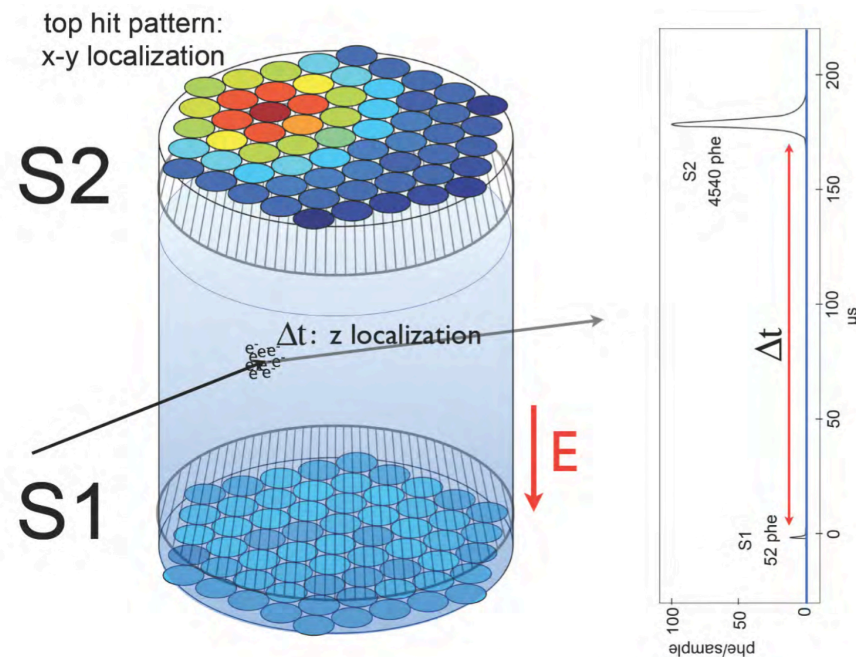 top hit pattern:
x-y localization
S2
Δt: z localization
e⁻
e⁻
e⁻
e⁻
e⁻
e⁻
e⁻
E
S1
S2
4540 phe
Δt
S1
52 phe
200
150
100
50
0
µs
100
50
0
phe/sample